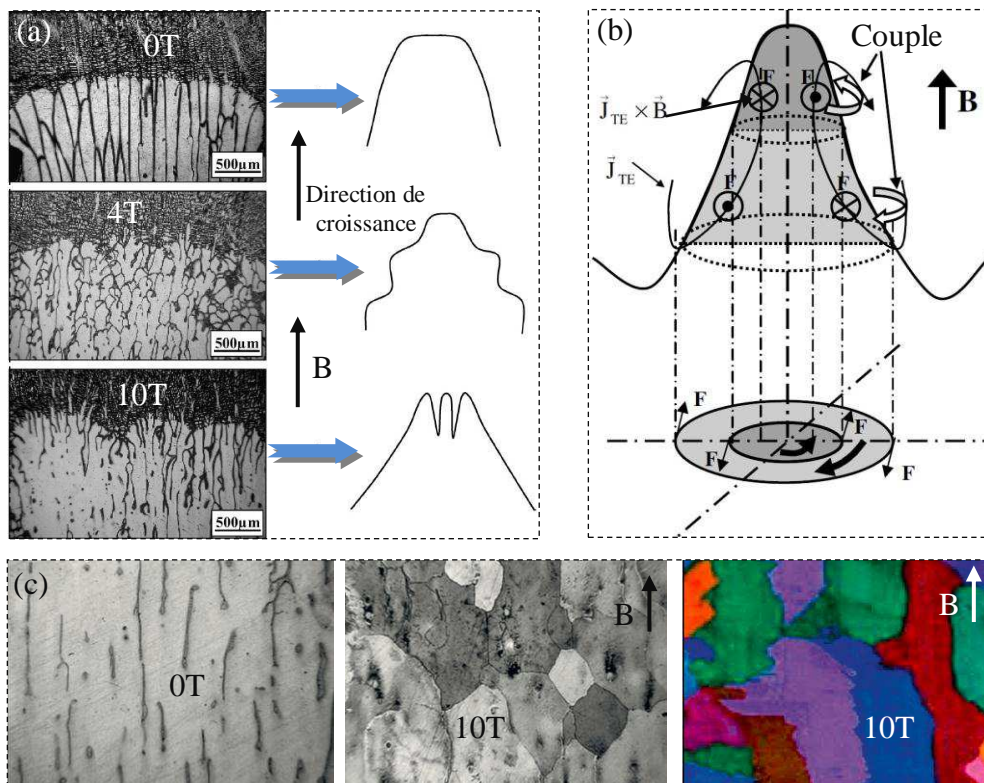 (a)
0T
500µm
4T
500µm
10T
500µm
Direction de
croissance
B
(b)
Couple
F
F
B
J_TE × B
J_TE
F
F
F
F
F
F
(c)
0T
10T
B
10T
B